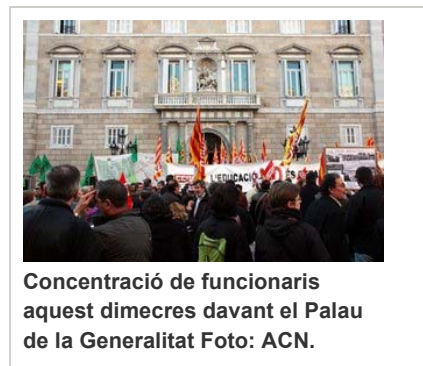 L'EDUCACIÓ
Concentració de funcionaris
aquest dimecres davant el Palau
de la Generalitat Foto: ACN.